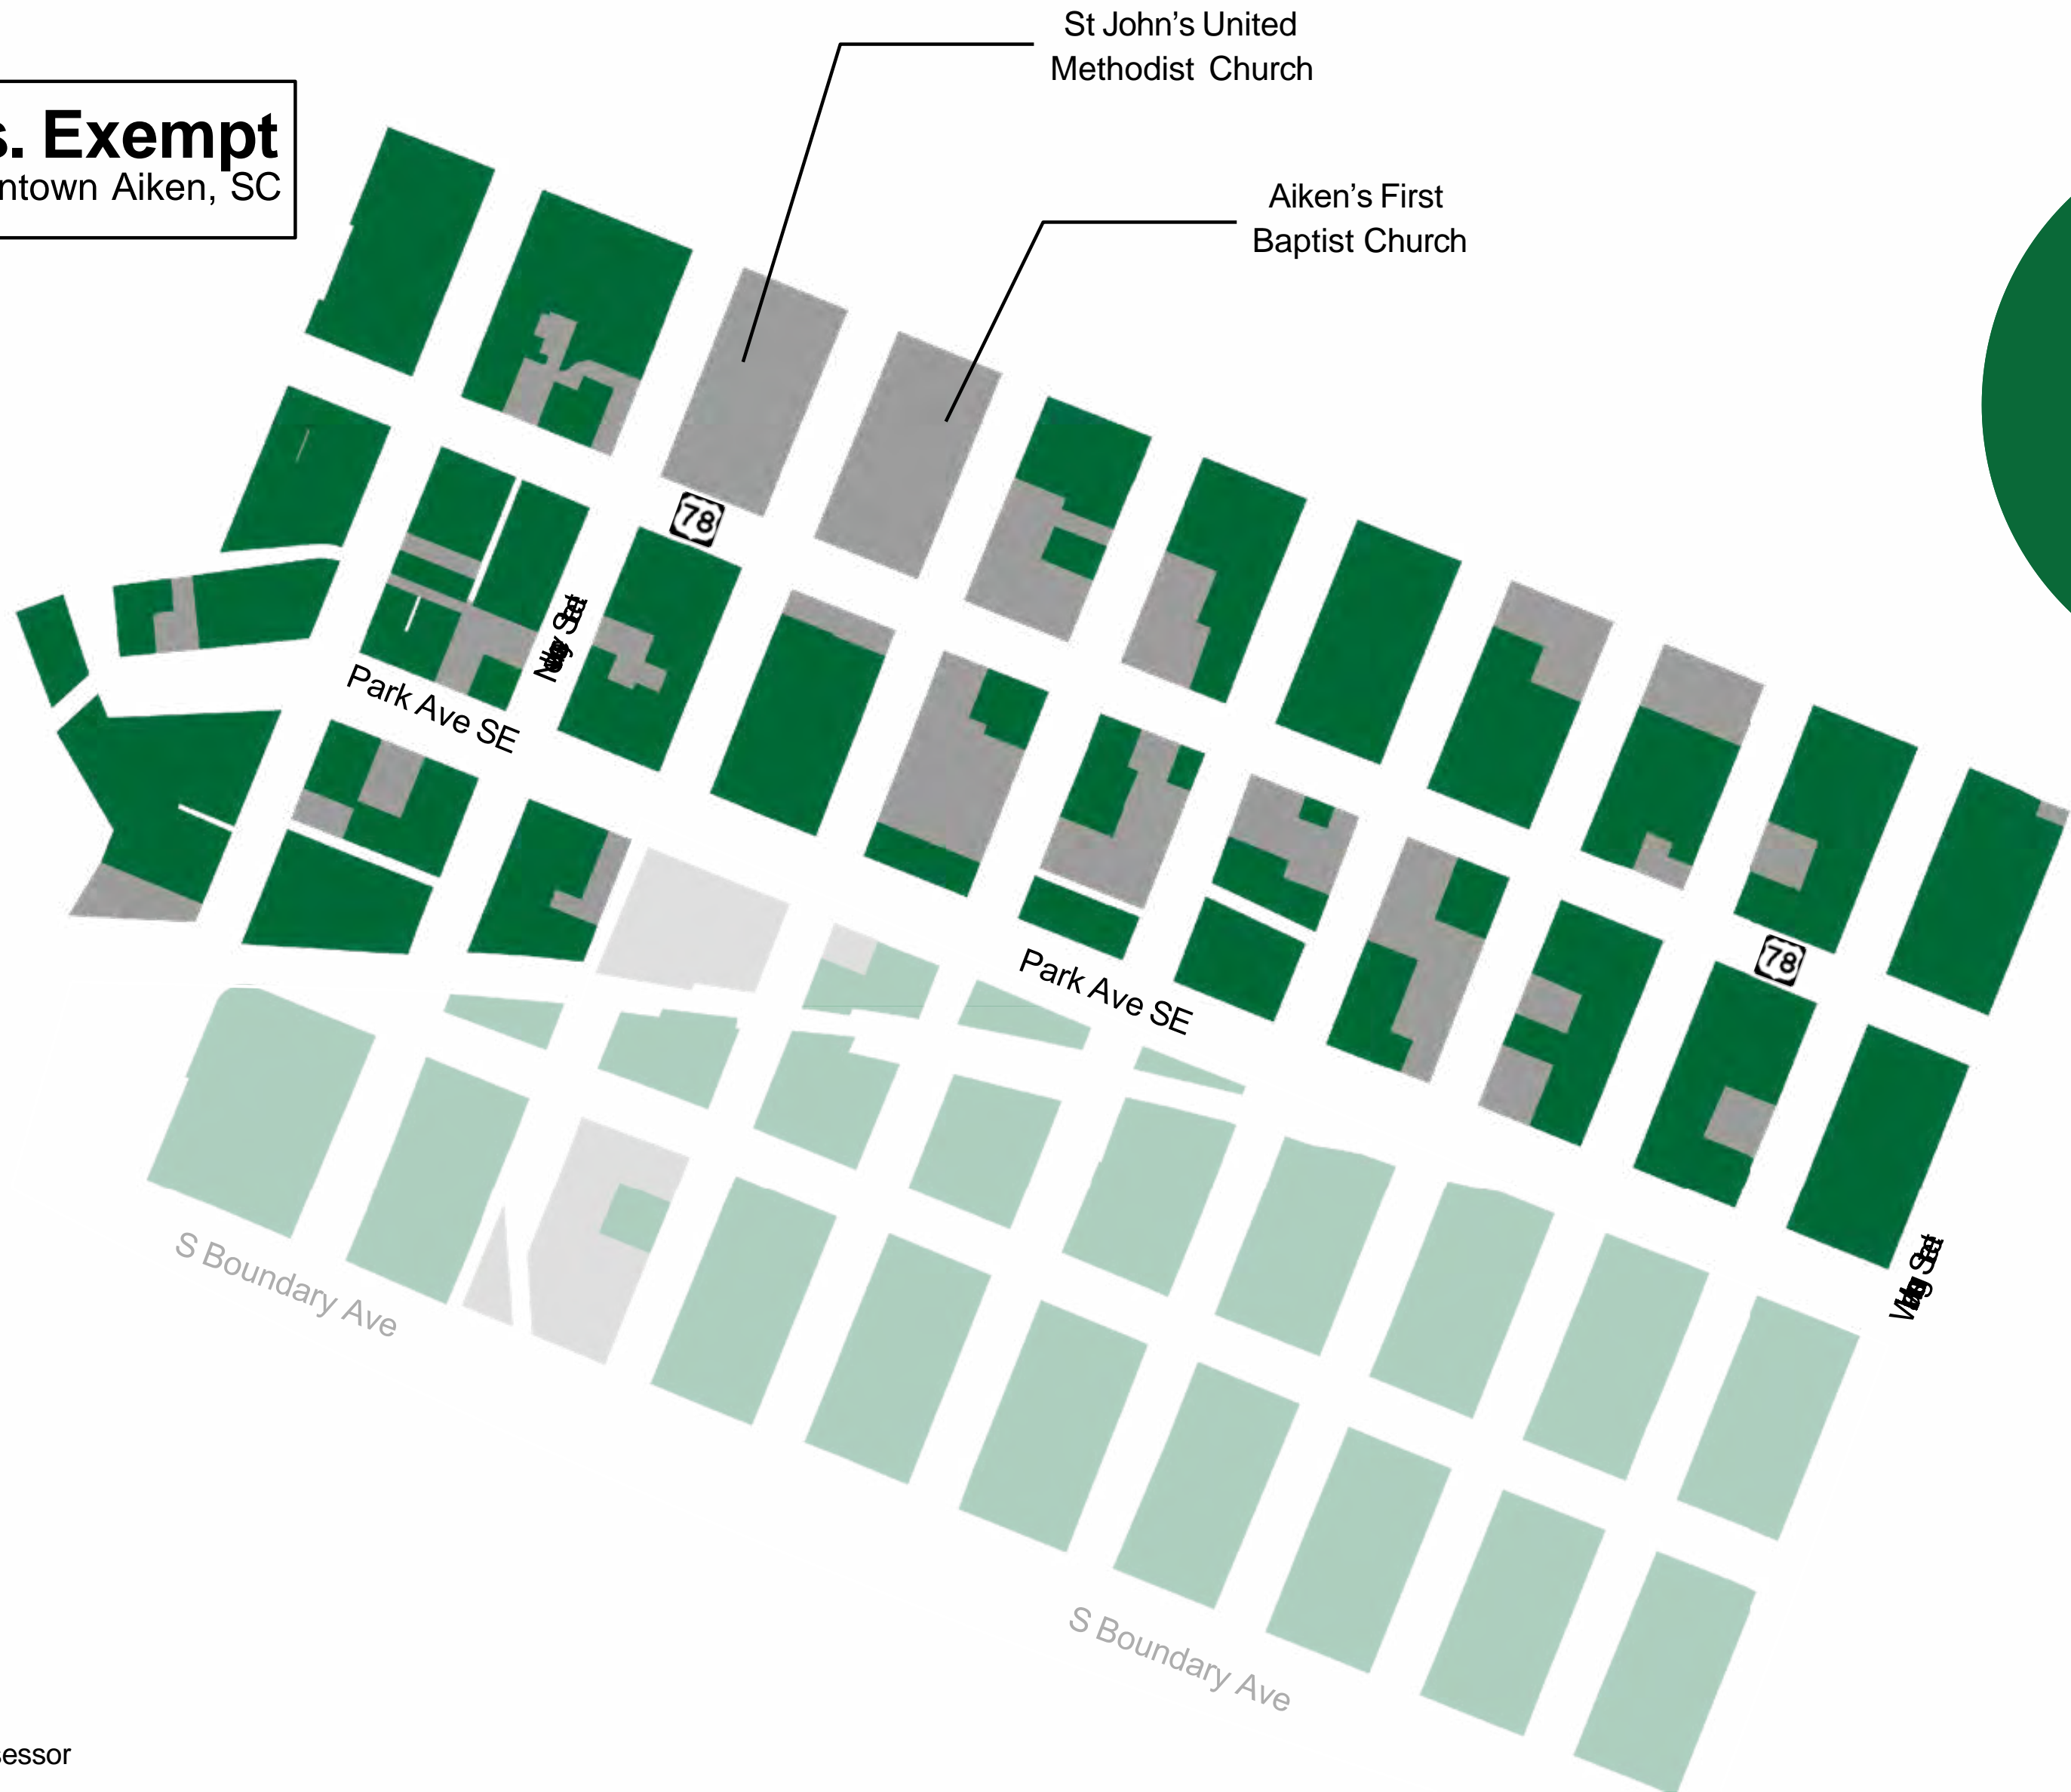 St John's United
Methodist Church
s. Exempt
ntown Aiken, SC
Aiken's First
Baptist Church
78
Park Ave SE
78
Park Ave SE
S Boundary Ave
S Boundary Ave
essor